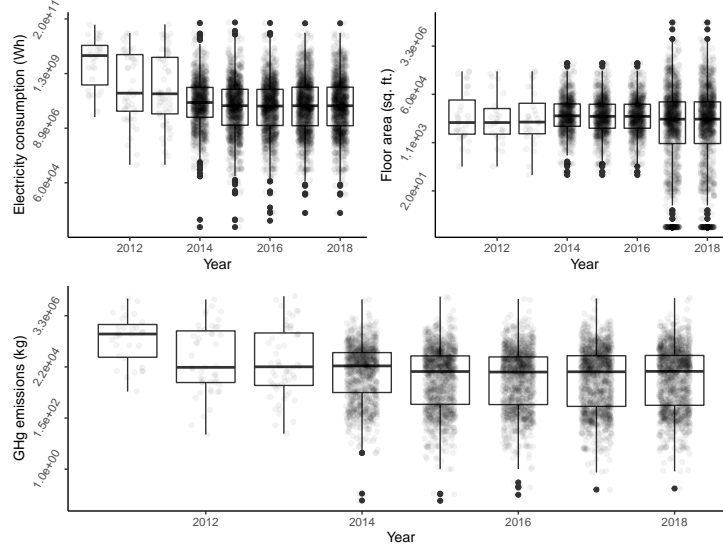 Electricity consumption (Wh)
2.0e+11
1.3e+09
8.9e+06
6.0e+04
2012
2014
2016
2018
Year
Floor area (sq. ft.)
3.3e+06
6.0e+04
1.1e+03
2.0e+01
2012
2014
2016
2018
Year
GHg emissions (kg)
3.3e+06
2.2e+04
1.5e+02
1.0e+00
2012
2014
2016
2018
Year